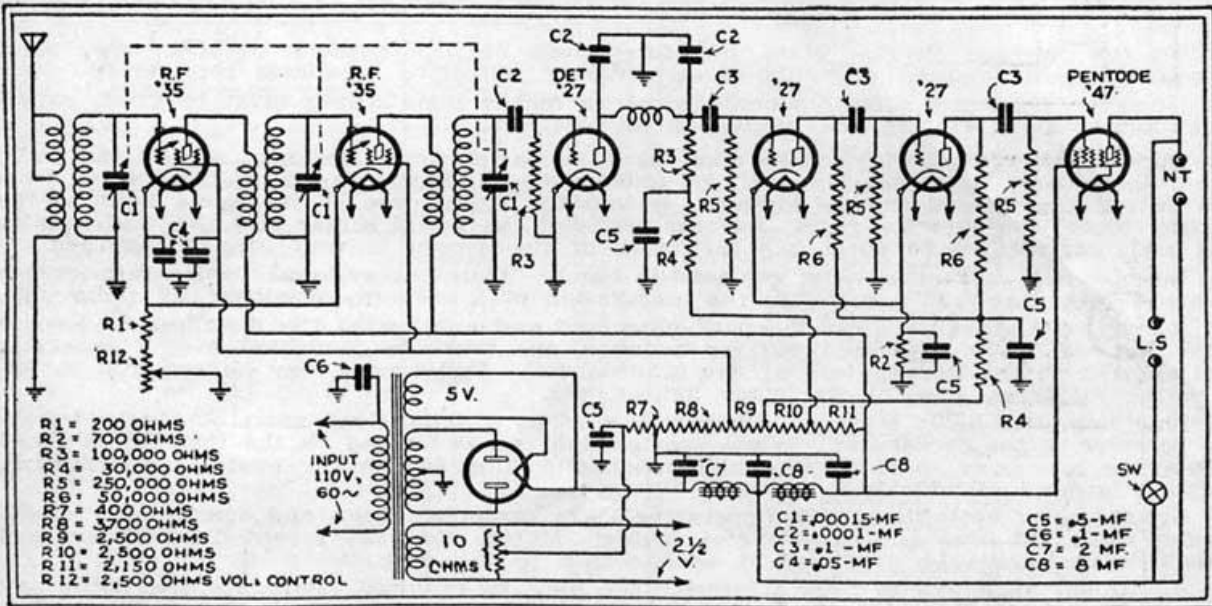 R.F.
'35
R.F.
'35
C2
DET
'27
C2
C2
C3
'27
C3
'27
C3
PENTODE
'47
C1
C1
C1
C4
R3
R3
C5
R4
R5
R6
R5
R6
R5
NT
R1
R12
C6
5 V.
C5
R7
R8
R9
R10
R11
R2
C5
C5
R4
L.S
SW
C7
C8
C8
INPUT
110V,
60~
10
OHMS
2½
V.
R1 = 200 OHMS
R2 = 700 OHMS
R3 = 100,000 OHMS
R4 = 30,000 OHMS
R5 = 250,000 OHMS
R6 = 50,000 OHMS
R7 = 400 OHMS
R8 = 3700 OHMS
R9 = 2,500 OHMS
R10 = 2,500 OHMS
R11 = 2,150 OHMS
R12 = 2,500 OHMS VOL. CONTROL
C1=.00015-MF
C2=.0001-MF
C3=.1-MF
C4=.05-MF
C5=.5-MF
C6=.1-MF
C7= 2 MF.
C8= 8 MF